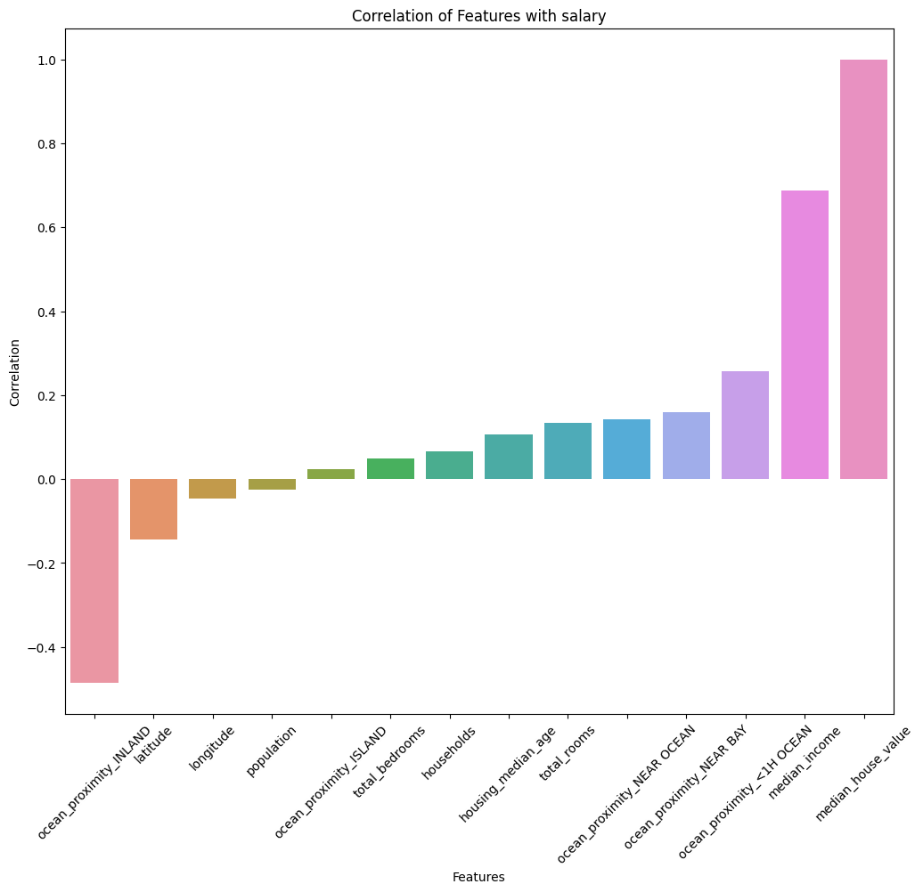 Correlation of Features with salary
1.0
0.8
0.6
0.4
0.2
0.0
−0.2
−0.4
Correlation
ocean_proximity_INLAND
latitude
longitude
population
ocean_proximity_ISLAND
total_bedrooms
households
housing_median_age
total_rooms
ocean_proximity_NEAR OCEAN
ocean_proximity_NEAR BAY
ocean_proximity_<1H OCEAN
median_income
median_house_value
Features